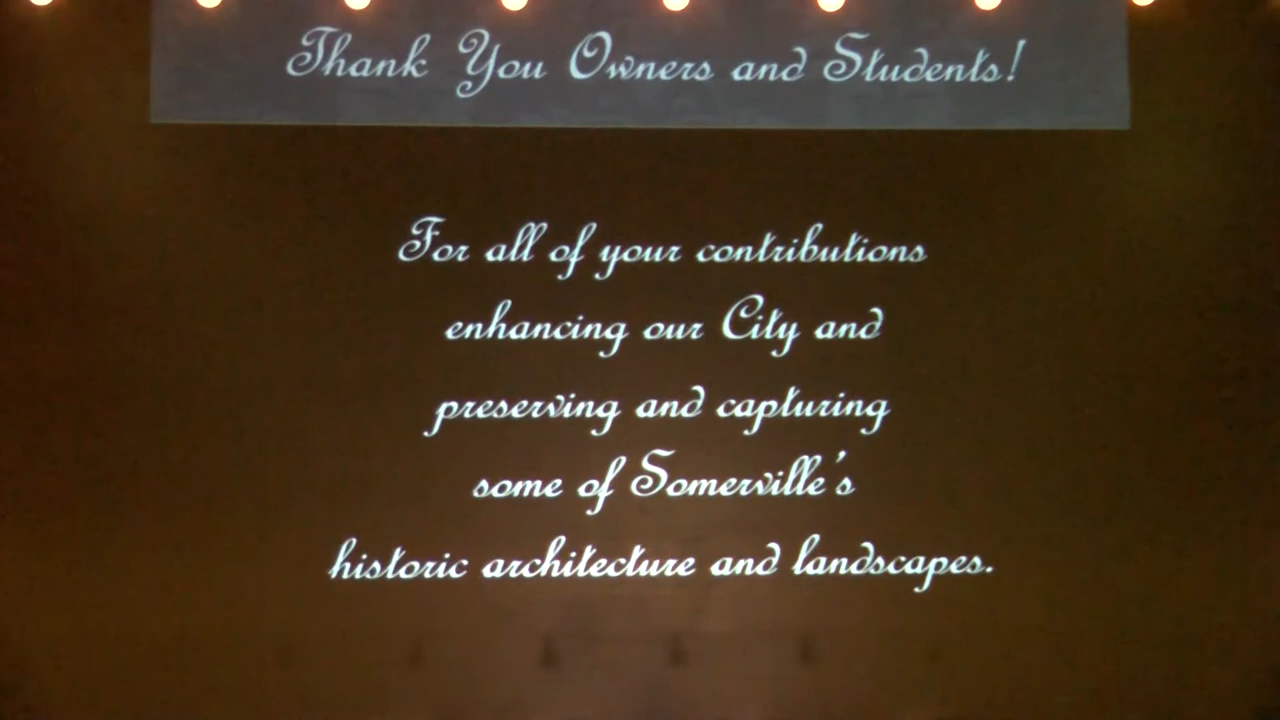 Thank You Owners and Students!
For all of your contributions
enhancing our City and
preserving and capturing
some of Somerville's
historic architecture and landscapes.